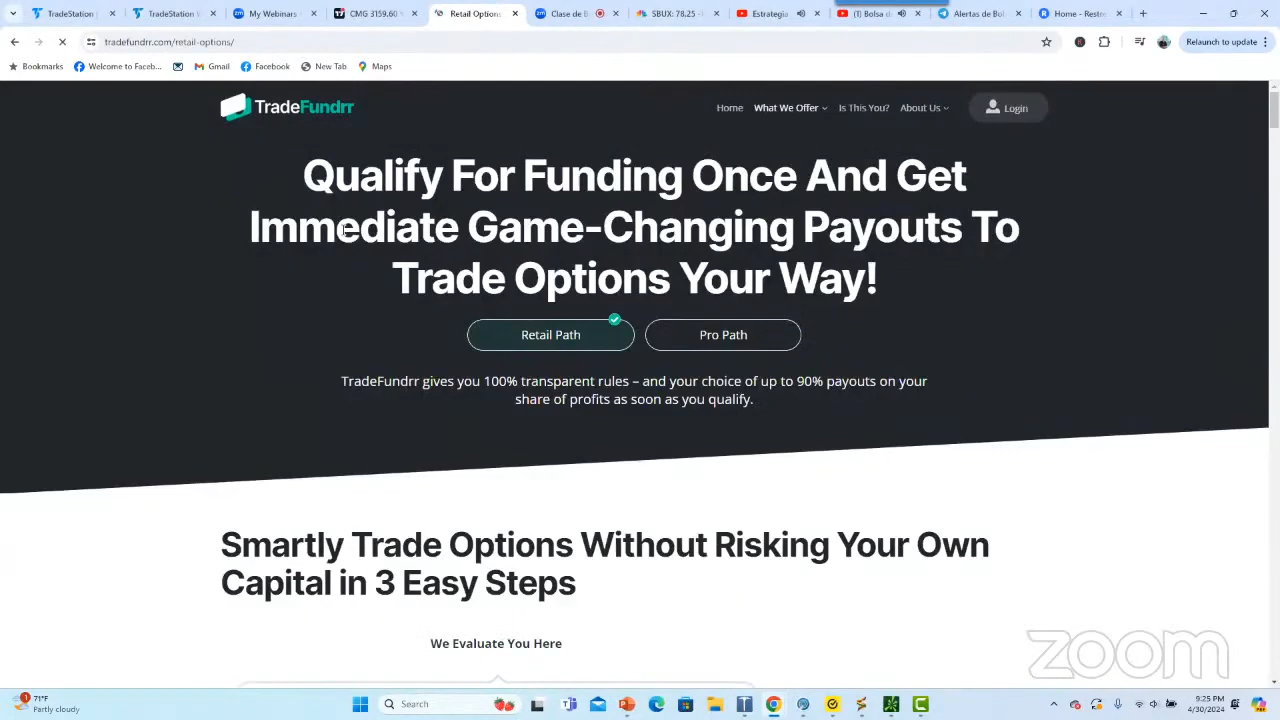 TradeStation
TradeStation
My Webinars -
CMG 3159.60
Retail Options
Clase de B
SBUX: 78.25
Estrategia
(1) Bolsa de
Alertas de Bol
Home - Restre
tradefundrr.com/retail-options/
Relaunch to update
Bookmarks
Welcome to Faceb...
Gmail
Facebook
New Tab
Maps
TradeFundrr
Home
What We Offer
Is This You?
About Us
Login
Qualify For Funding Once And Get
Immediate Game-Changing Payouts To
Trade Options Your Way!
Retail Path
Pro Path
TradeFundrr gives you 100% transparent rules – and your choice of up to 90% payouts on your
share of profits as soon as you qualify.
Smartly Trade Options Without Risking Your Own
Capital in 3 Easy Steps
We Evaluate You Here
zoom
1
71°F
Partly cloudy
Search
5:25 PM
4/30/2024